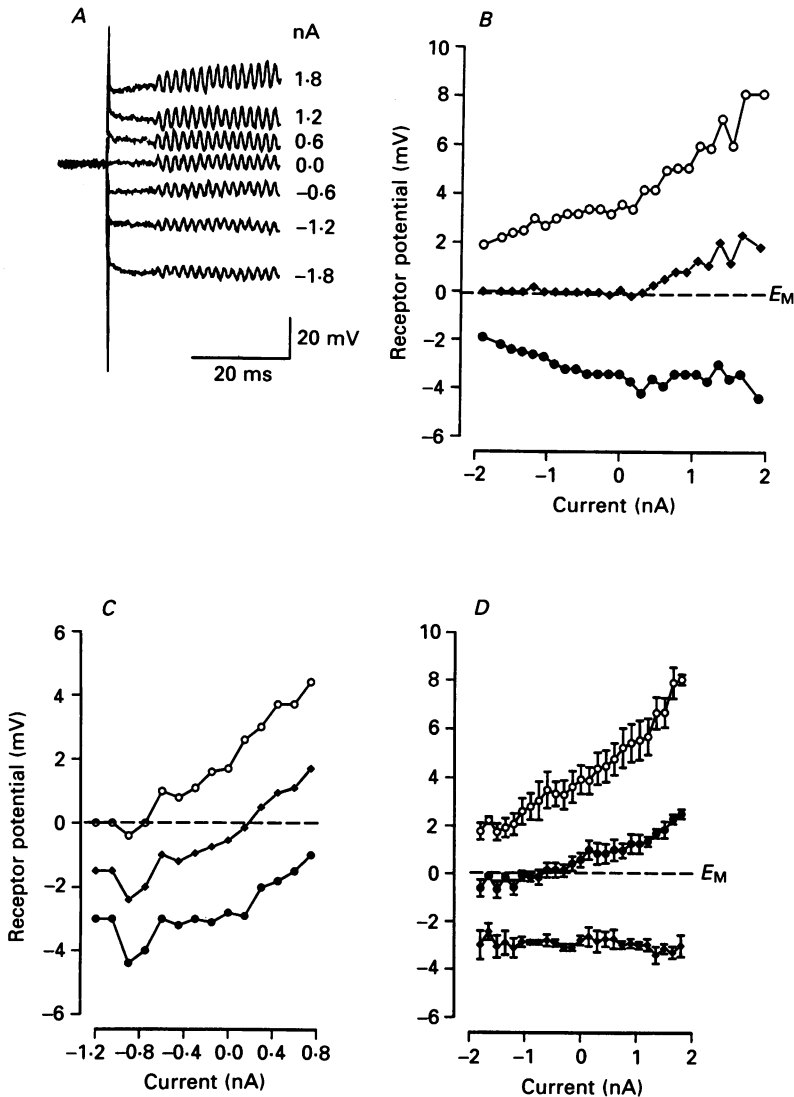 A
nA
1·8
1·2
0·6
0·0
−0·6
−1·2
−1·8
20 mV
20 ms
B
10
8
6
4
2
0
−2
−4
−6
Receptor potential (mV)
E_M
−2 −1 0 1 2
Current (nA)
C
6
4
2
0
−2
−4
−6
Receptor potential (mV)
−1·2 −0·8 −0·4 0·0 0·4 0·8
Current (nA)
D
10
8
6
4
2
0
−2
−4
−6
E_M
−2 −1 0 1 2
Current (nA)